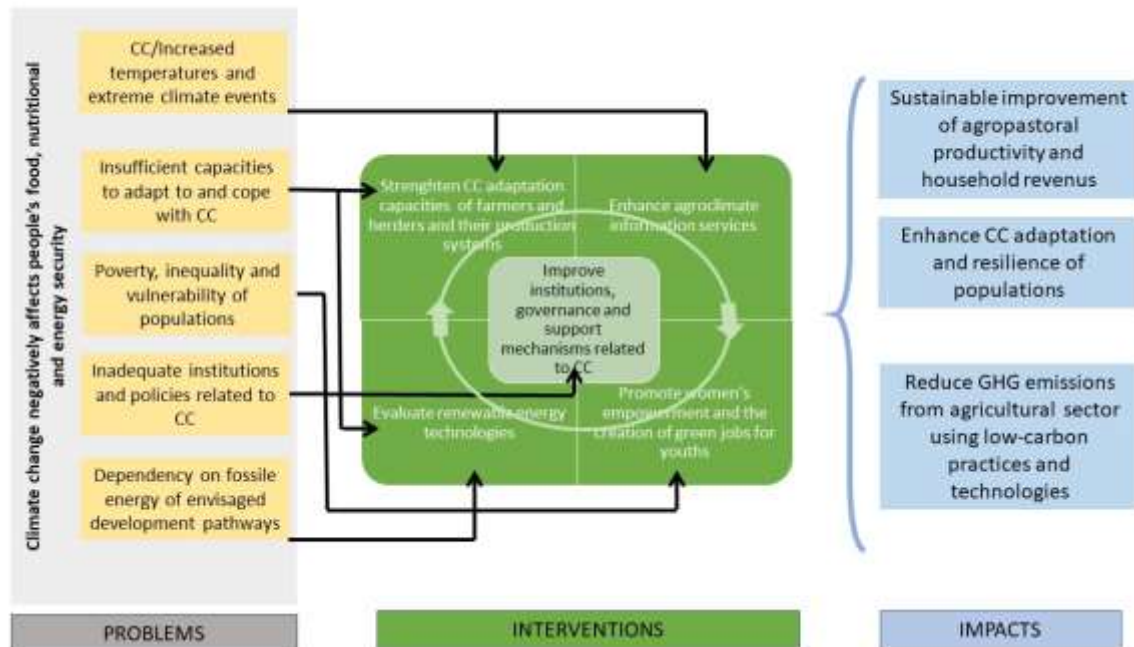 Climate change negatively affects people's food, nutritional
and energy security
CC/Increased
temperatures and
extreme climate events
Insufficient capacities
to adapt to and cope
with CC
Poverty, inequality and
vulnerability of
populations
Inadequate institutions
and policies related to
CC
Dependency on fossile
energy of envisaged
development pathways
PROBLEMS
Strenghten CC adaptation
capacities of farmers and
herders and their production
systems
Enhance agroclimate
information services
Improve
institutions,
governance and
support
mechanisms related
to CC
Evaluate renewable energy
technologies
Promote women's
empowerment and the
creation of green jobs for
youths
INTERVENTIONS
Sustainable improvement
of agropastoral
productivity and
household revenus
Enhance CC adaptation
and resilience of
populations
Reduce GHG emissions
from agricultural sector
using low-carbon
practices and
technologies
IMPACTS